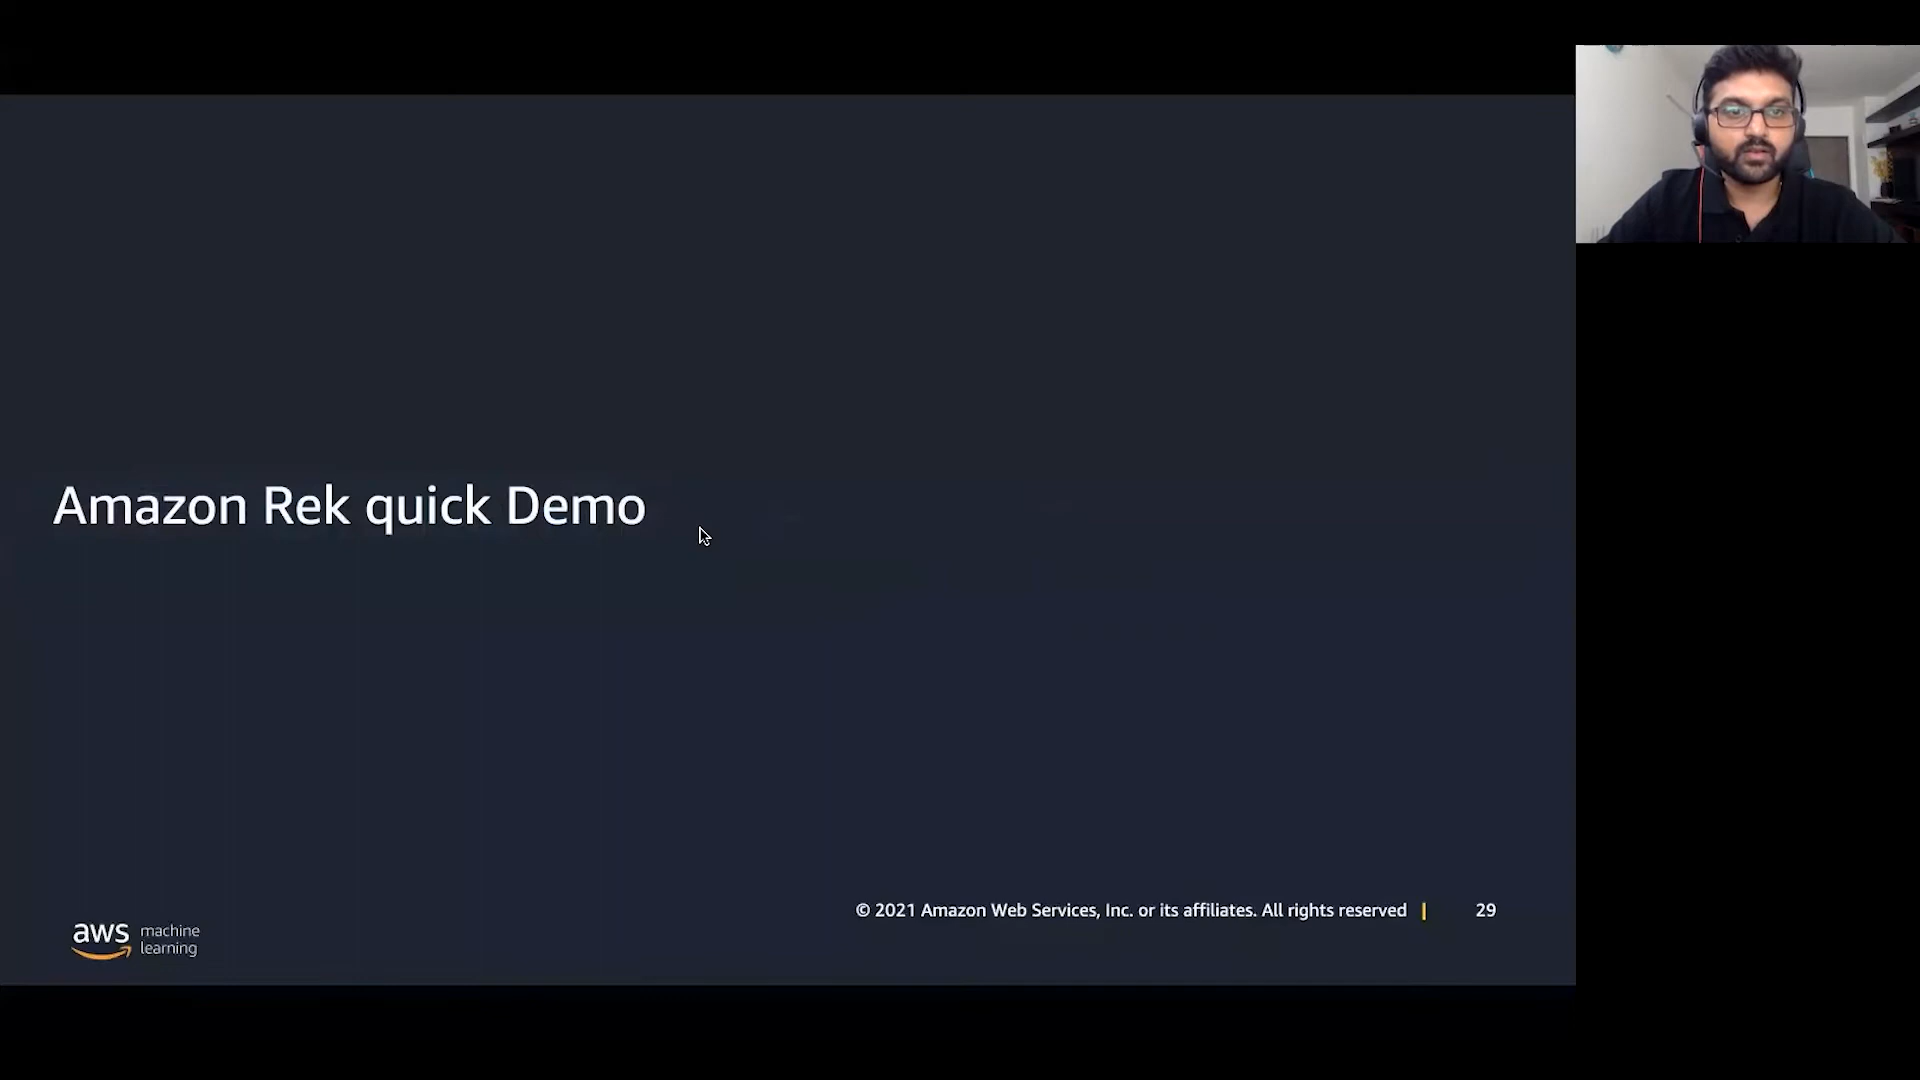 Amazon Rek quick Demo
© 2021 Amazon Web Services, Inc. or its affiliates. All rights reserved | 29
aws machine
learning